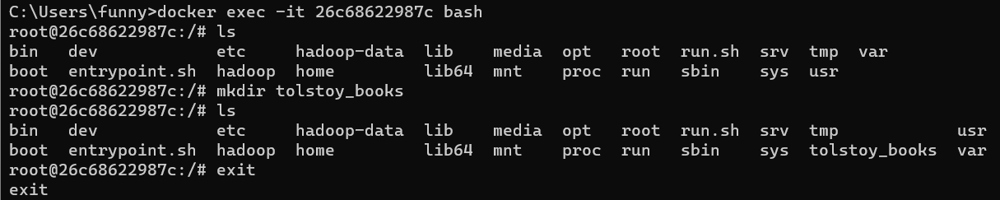 C:\Users\funny>docker exec -it 26c68622987c bash
root@26c68622987c:/# ls
bin   dev            etc     hadoop-data  lib    media  opt   root  run.sh  srv  tmp  var
boot  entrypoint.sh  hadoop  home         lib64  mnt    proc  run   sbin    sys  usr
root@26c68622987c:/# mkdir tolstoy_books
root@26c68622987c:/# ls
bin   dev            etc     hadoop-data  lib    media  opt   root  run.sh  srv  tmp            usr
boot  entrypoint.sh  hadoop  home         lib64  mnt    proc  run   sbin    sys  tolstoy_books  var
root@26c68622987c:/# exit
exit